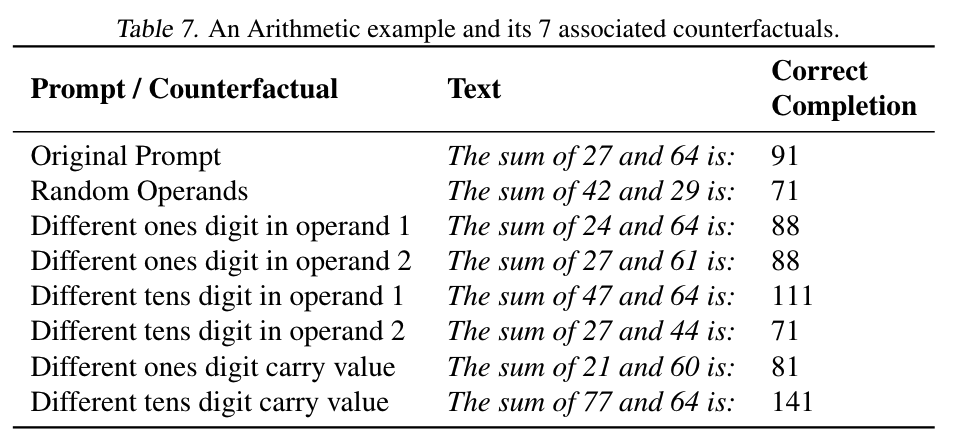 Table 7. An Arithmetic example and its 7 associated counterfactuals.
Prompt / Counterfactual Text Correct Completion
Original Prompt The sum of 27 and 64 is: 91
Random Operands The sum of 42 and 29 is: 71
Different ones digit in operand 1 The sum of 24 and 64 is: 88
Different ones digit in operand 2 The sum of 27 and 61 is: 88
Different tens digit in operand 1 The sum of 47 and 64 is: 111
Different tens digit in operand 2 The sum of 27 and 44 is: 71
Different ones digit carry value The sum of 21 and 60 is: 81
Different tens digit carry value The sum of 77 and 64 is: 141